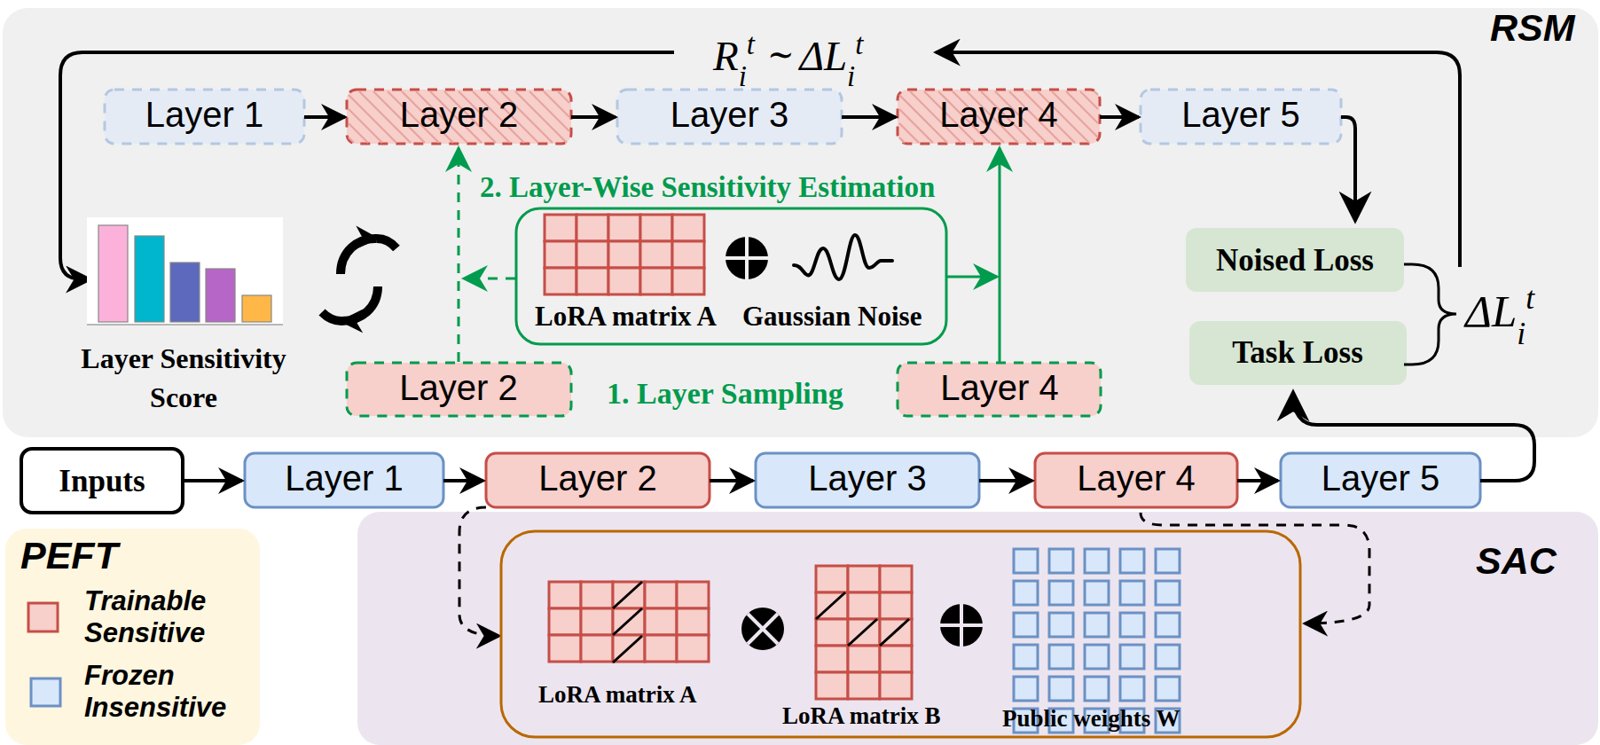 RSM
R_i^t ~ ΔL_i^t
Layer 1
Layer 2
Layer 3
Layer 4
Layer 5
2. Layer-Wise Sensitivity Estimation
LoRA matrix A
Gaussian Noise
Noised Loss
Task Loss
ΔL_i^t
Layer Sensitivity
Score
Layer 2
1. Layer Sampling
Layer 4
Inputs
Layer 1
Layer 2
Layer 3
Layer 4
Layer 5
PEFT
Trainable
Sensitive
Frozen
Insensitive
SAC
LoRA matrix A
LoRA matrix B
Public weights W